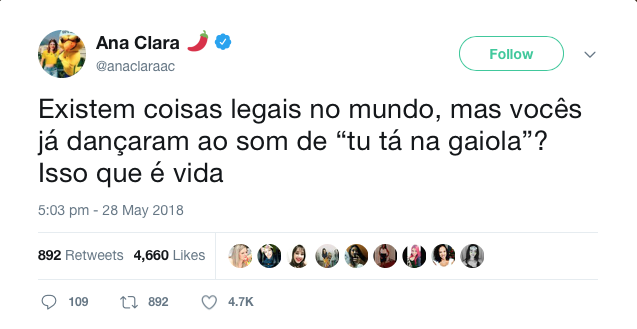 Ana Clara 🌶️
Follow
@anaclaraac
Existem coisas legais no mundo, mas vocês
já dançaram ao som de “tu tá na gaiola”?
Isso que é vida
5:03 pm - 28 May 2018
892 Retweets 4,660 Likes
109 892 4.7K